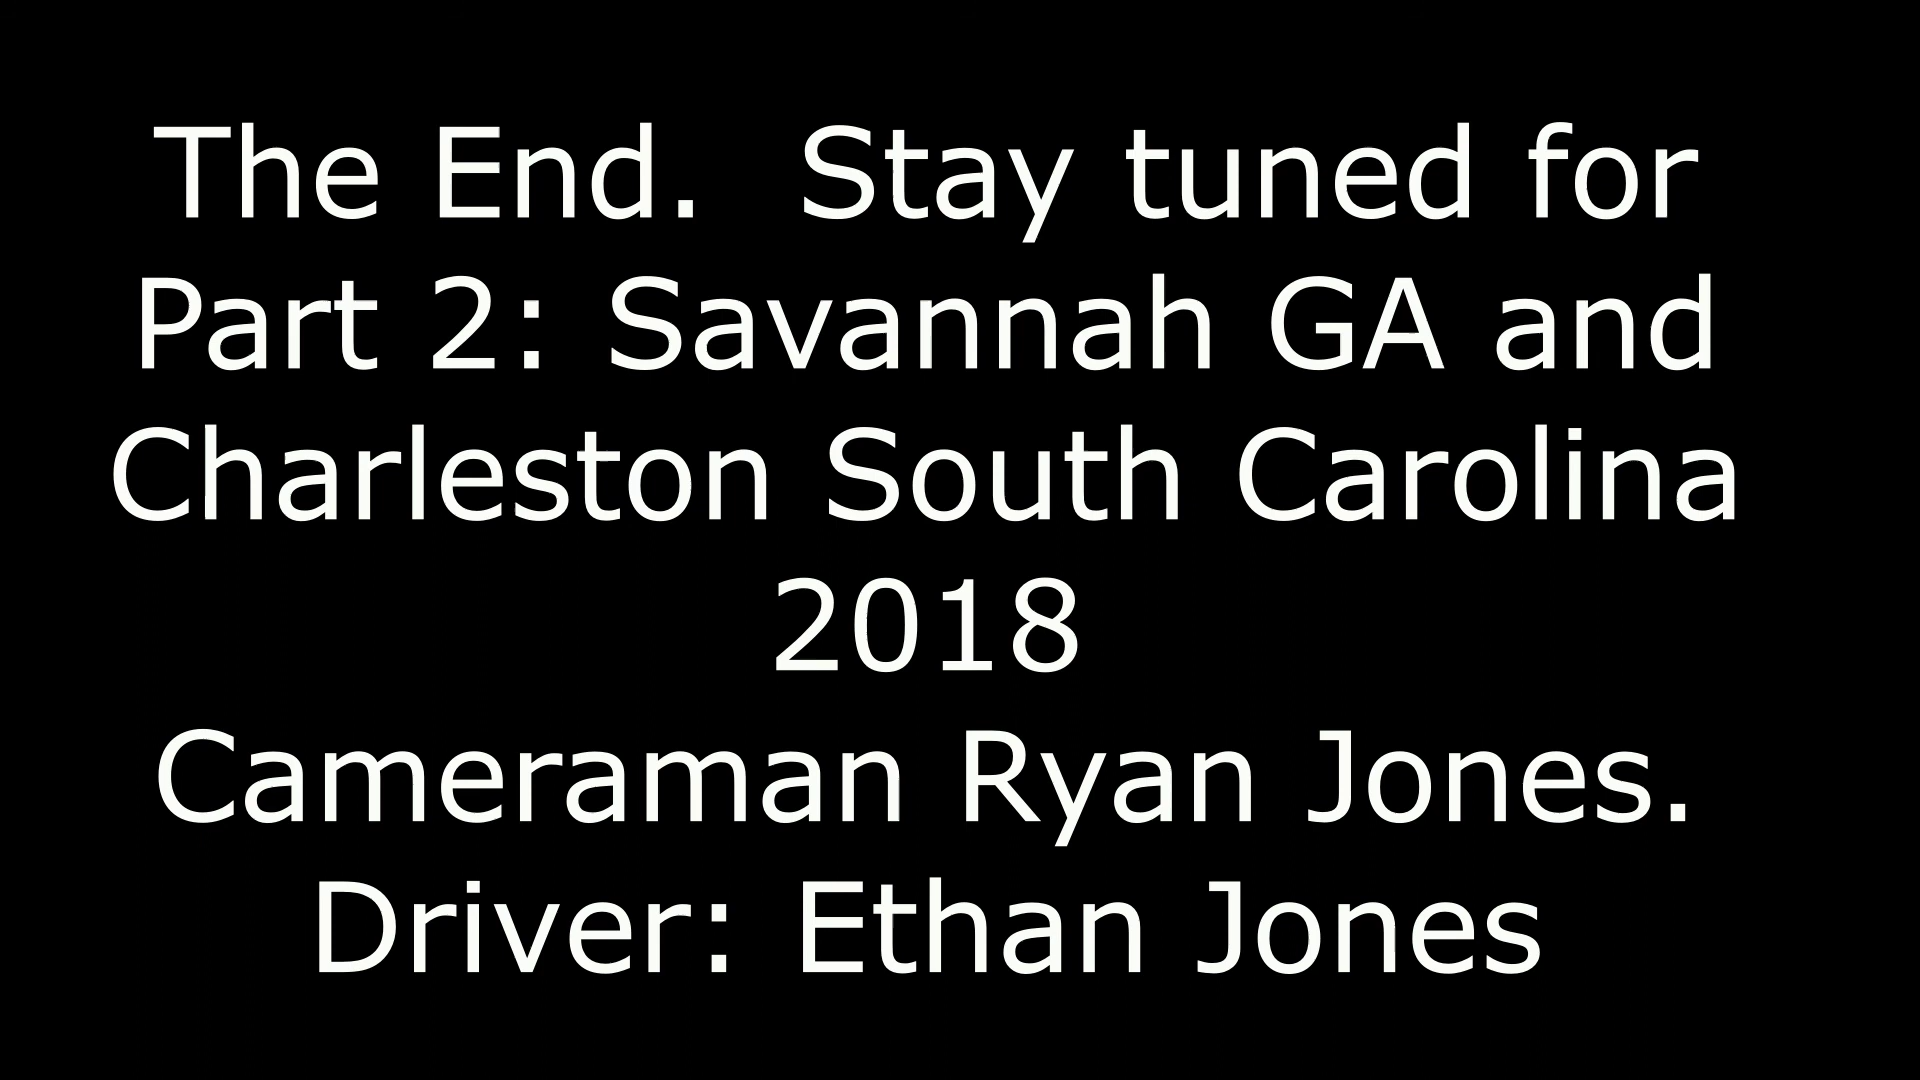 The End.  Stay tuned for
Part 2: Savannah GA and
Charleston South Carolina
2018
Cameraman Ryan Jones.
Driver: Ethan Jones